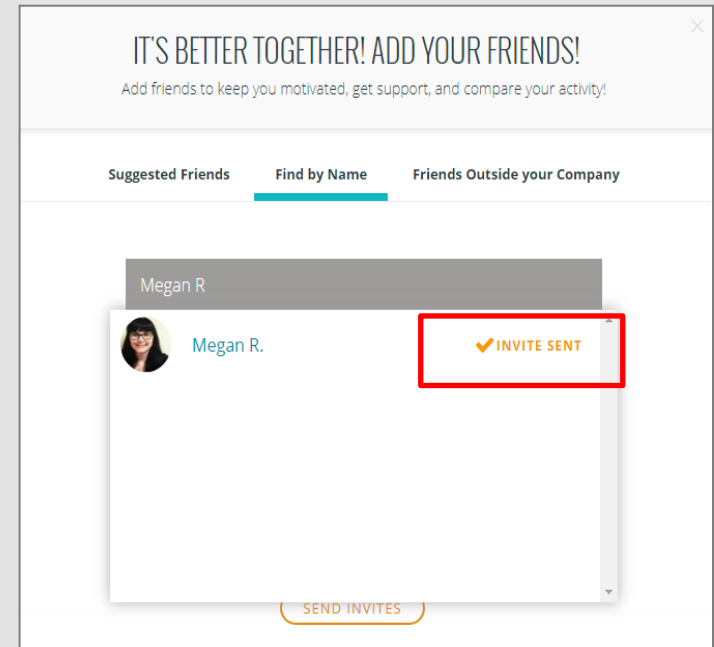 IT'S BETTER TOGETHER! ADD YOUR FRIENDS!
Add friends to keep you motivated, get support, and compare your activity!
Suggested Friends Find by Name Friends Outside your Company
Megan R
Megan R. INVITE SENT
SEND INVITES